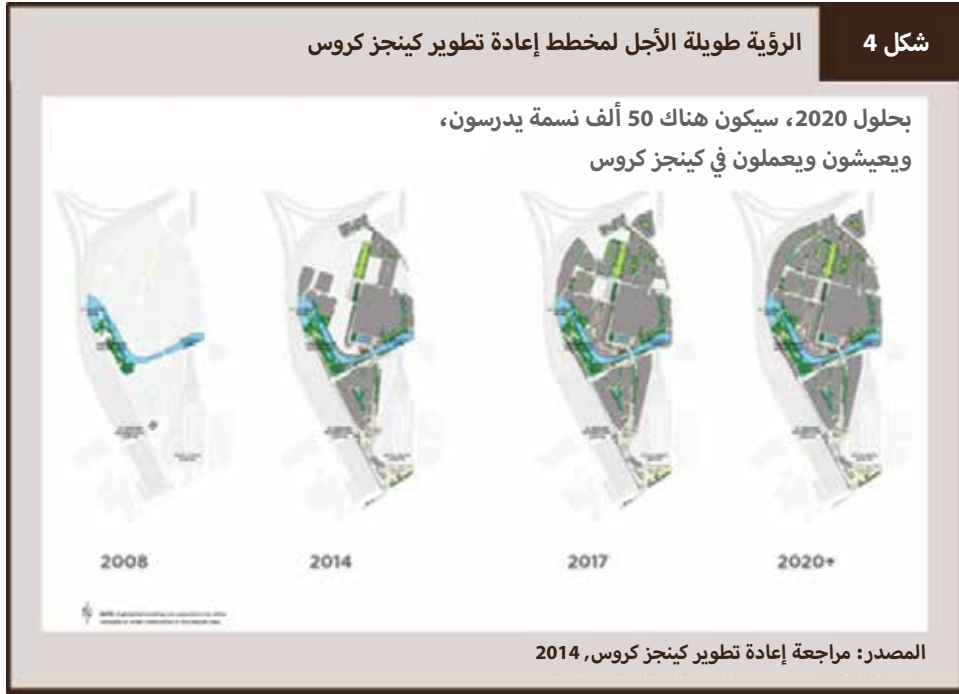 شكل 4
الرؤية طويلة الأجل لمخطط إعادة تطوير كينجز كروس
بحلول 2020، سيكون هناك 50 ألف نسمة يدرسون،
ويعيشون ويعملون في كينجز كروس
2008
2014
2017
2020+
المصدر: مراجعة إعادة تطوير كينجز كروس, 2014